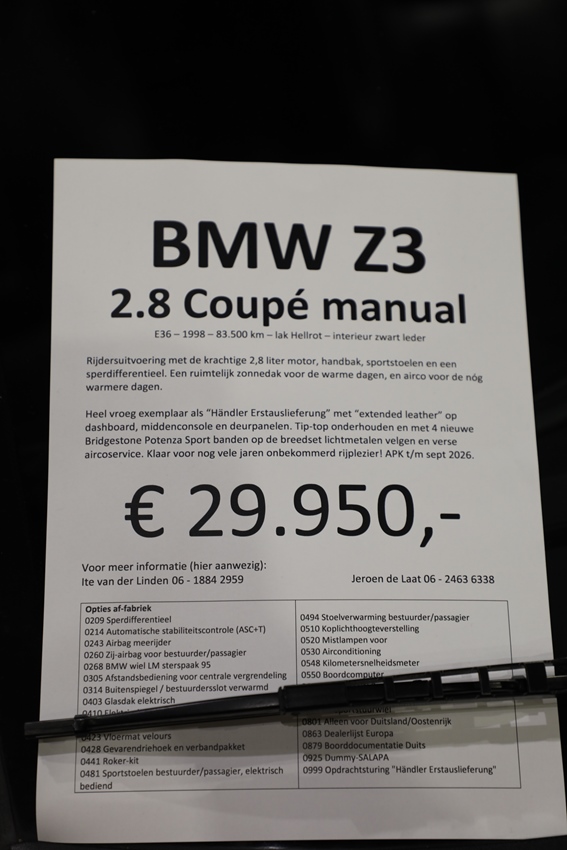 BMW Z3
2.8 Coupé manual
E36 – 1998 – 83.500 km – lak Hellrot – interieur zwart leder
Rijdersuitvoering met de krachtige 2,8 liter motor, handbak, sportstoelen en een
sperdifferentieel. Een ruimtelijk zonnedak voor de warme dagen, en airco voor de nóg
warmere dagen.
Heel vroeg exemplaar als "Händler Erstauslieferung" met "extended leather" op
dashboard, middenconsole en deurpanelen. Tip-top onderhouden en met 4 nieuwe
Bridgestone Potenza Sport banden op de breedset lichtmetalen velgen en verse
aircoservice. Klaar voor nog vele jaren onbekommerd rijplezier! APK t/m sept 2026.
€ 29.950,-
Voor meer informatie (hier aanwezig):
Ite van der Linden 06 - 1884 2959
Jeroen de Laat 06 - 2463 6338
Opties af-fabriek
0209 Sperdifferentieel
0214 Automatische stabiliteitscontrole (ASC+T)
0243 Airbag meerijder
0260 Zij-airbag voor bestuurder/passagier
0268 BMW wiel LM sterspaak 95
0305 Afstandsbediening voor centrale vergrendeling
0314 Buitenspiegel / bestuurdersslot verwarmd
0403 Glasdak elektrisch
0410
0423 Vloermat velours
0428 Gevarendriehoek en verbandpakket
0441 Roker-kit
0481 Sportstoelen bestuurder/passagier, elektrisch
bediend
0494 Stoelverwarming bestuurder/passagier
0510 Koplichthoogteverstelling
0520 Mistlampen voor
0530 Airconditioning
0548 Kilometersnelheidsmeter
0550 Boordcomputer
0801 Alleen voor Duitsland/Oostenrijk
0863 Dealerlijst Europa
0879 Boorddocumentatie Duits
0925 Dummy-SALAPA
0999 Opdrachtsturing "Händler Erstauslieferung"